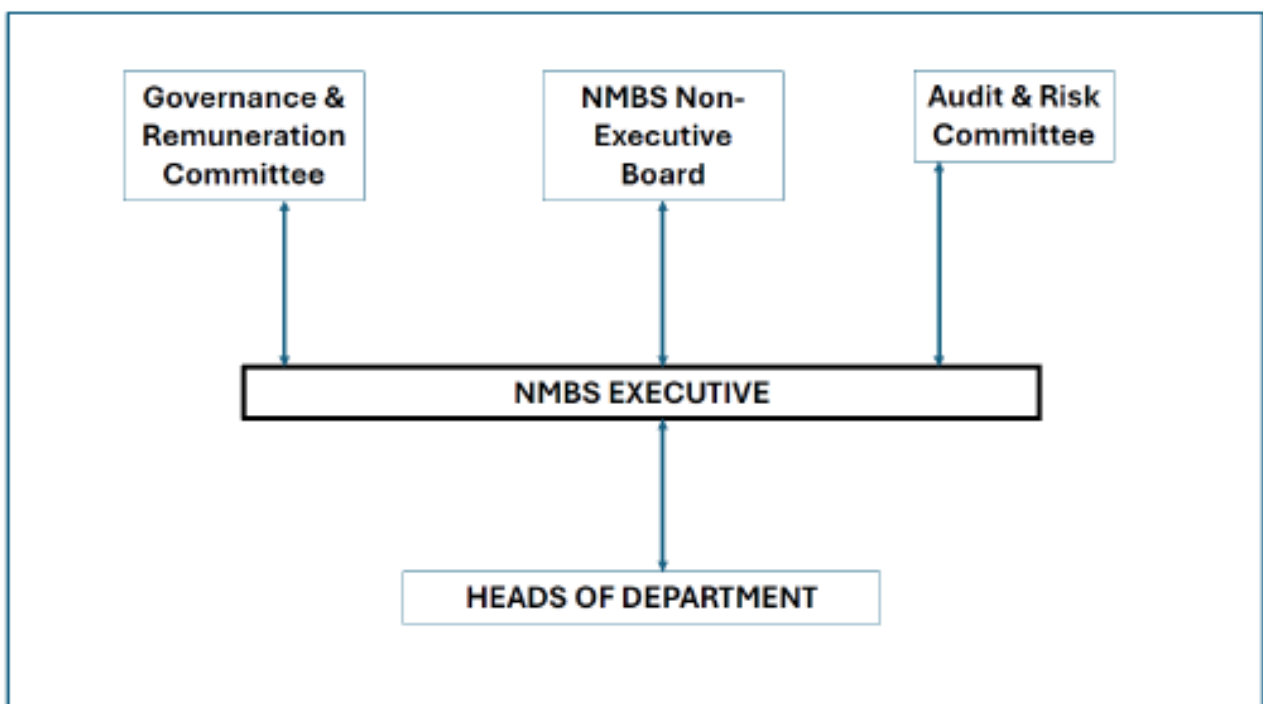 Governance &
Remuneration
Committee
NMBS Non-
Executive
Board
Audit & Risk
Committee
NMBS EXECUTIVE
HEADS OF DEPARTMENT